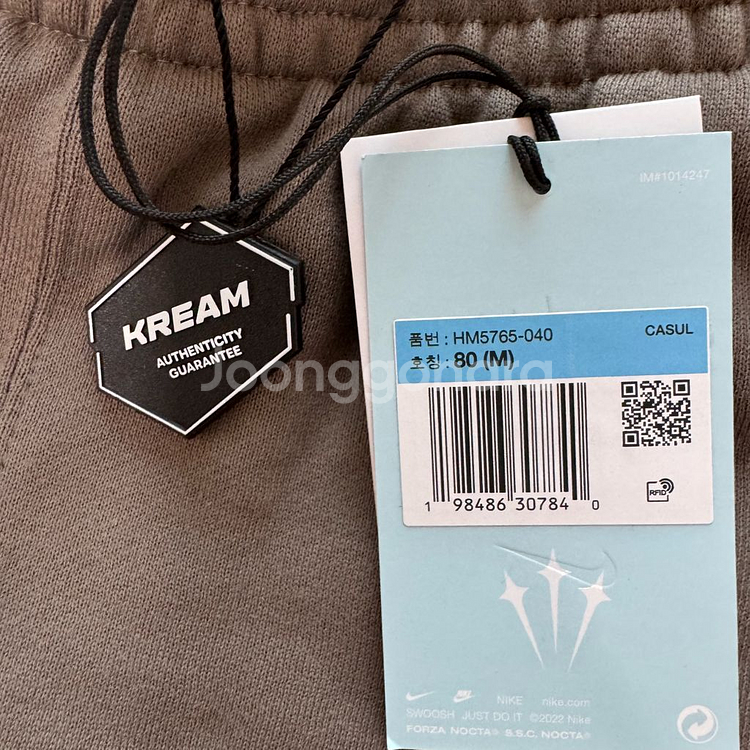 IM#1014247
품번 : HM5765-040 CASUL
호칭 : 80 (M)
KREAM
AUTHENTICITY
GUARANTEE
Joonggonara
RFID
1 98486 30784 0
NIKE nike.com
SWOOSH JUST DO IT ©2022 Nike
FORZA NOCTA® S.S.C. NOCTA®